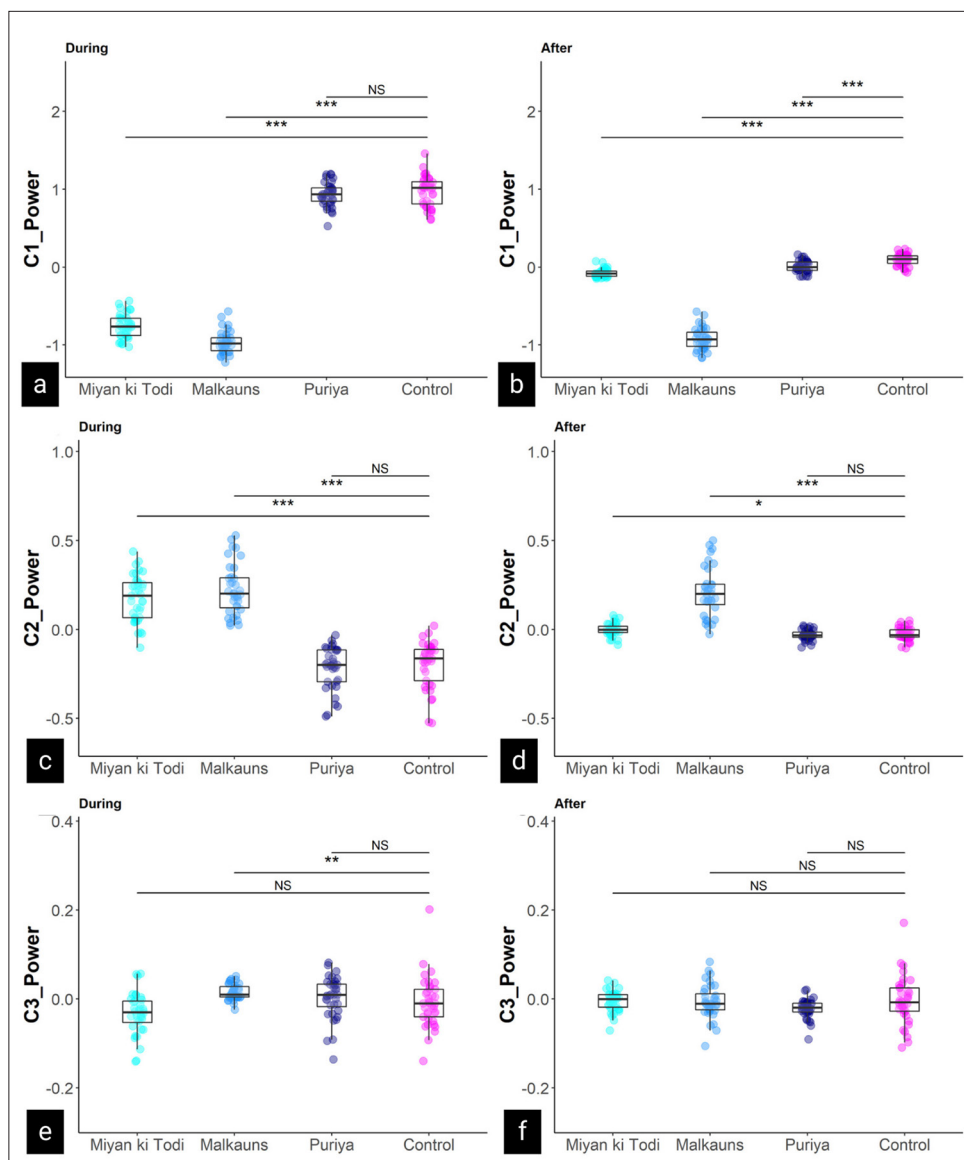 During
C1_Power
2
1
0
-1
NS
***
***
Miyan ki Todi Malkauns Puriya Control
a
After
C1_Power
2
1
0
-1
***
***
***
Miyan ki Todi Malkauns Puriya Control
b
During
C2_Power
1.0
0.5
0.0
-0.5
NS
***
***
Miyan ki Todi Malkauns Puriya Control
c
After
C2_Power
1.0
0.5
0.0
-0.5
NS
***
*
Miyan ki Todi Malkauns Puriya Control
d
During
C3_Power
0.4
0.2
0.0
-0.2
NS
**
NS
Miyan ki Todi Malkauns Puriya Control
e
After
C3_Power
0.4
0.2
0.0
-0.2
NS
NS
NS
Miyan ki Todi Malkauns Puriya Control
f